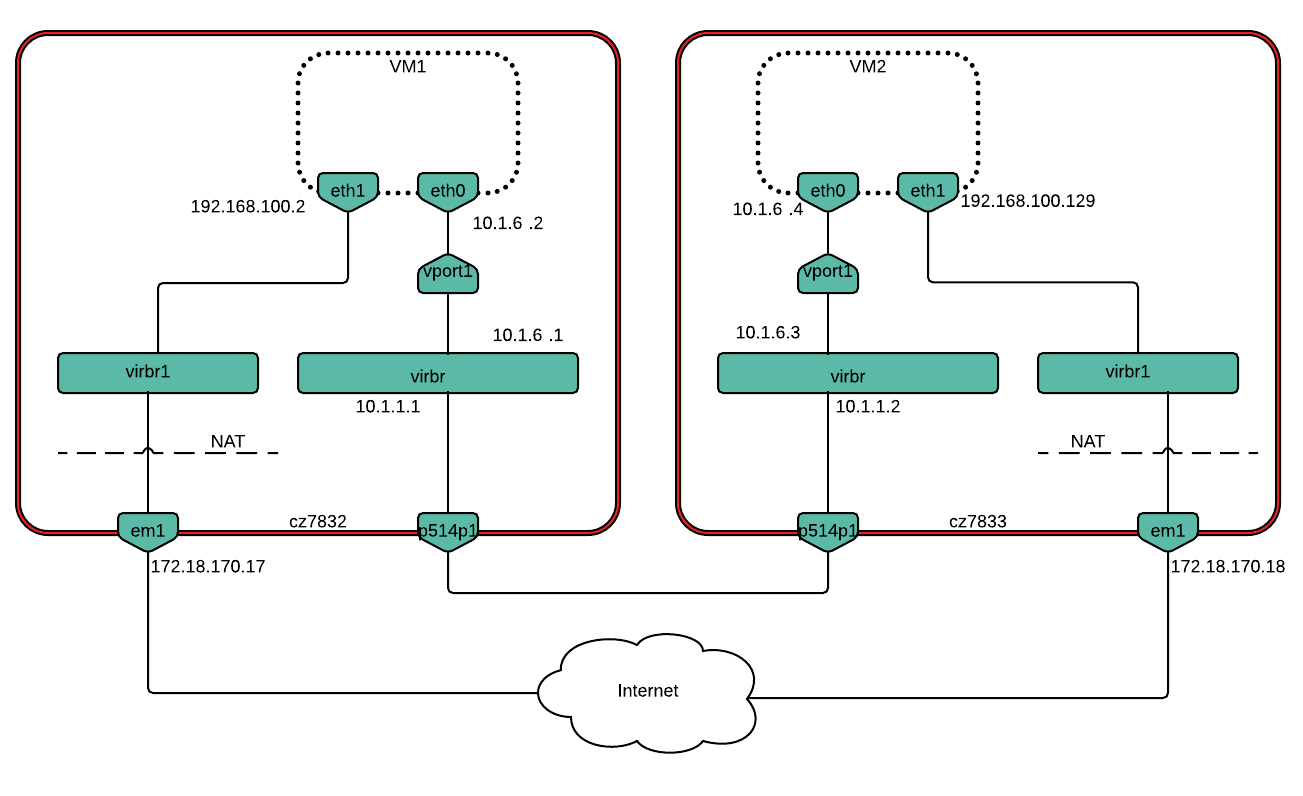 VM1
VM2
eth1
eth0
eth0
eth1
192.168.100.2
10.1.6 .2
10.1.6 .4
192.168.100.129
vport1
vport1
10.1.6 .1
10.1.6.3
virbr1
virbr
virbr
virbr1
10.1.1.1
10.1.1.2
NAT
NAT
em1
cz7832
p514p1
p514p1
cz7833
em1
172.18.170.17
172.18.170.18
Internet